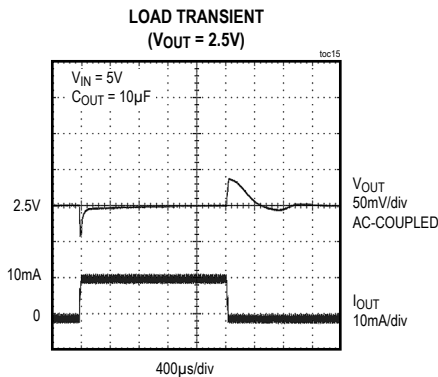 LOAD TRANSIENT
(VOUT = 2.5V)
toc15
VIN = 5V
COUT = 10µF
2.5V
VOUT
50mV/div
AC-COUPLED
10mA
0
IOUT
10mA/div
400µs/div